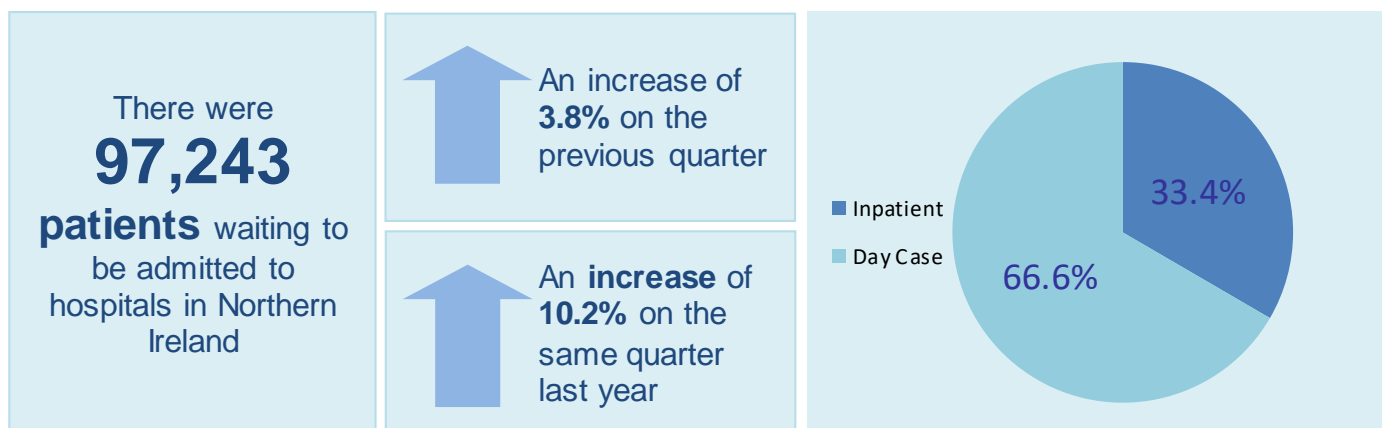 There were
97,243
patients waiting to
be admitted to
hospitals in Northern
Ireland
An increase of
3.8% on the
previous quarter
An increase of
10.2% on the
same quarter
last year
Inpatient
Day Case
33.4%
66.6%